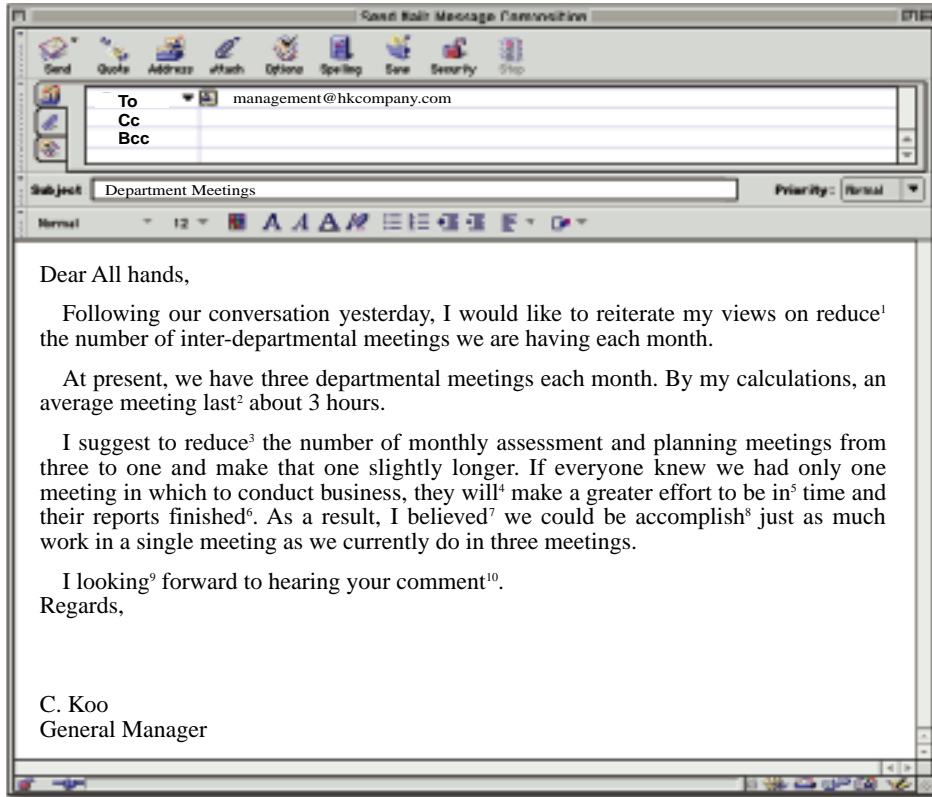 Send Mail: Message Composition
Send Quote Address Attach Options Spelling Save Security Stop
To management@hkcompany.com
Cc
Bcc
Subject Department Meetings Priority: Normal
Normal 12
Dear All hands,
Following our conversation yesterday, I would like to reiterate my views on reduce¹
the number of inter-departmental meetings we are having each month.
At present, we have three departmental meetings each month. By my calculations, an
average meeting last² about 3 hours.
I suggest to reduce³ the number of monthly assessment and planning meetings from
three to one and make that one slightly longer. If everyone knew we had only one
meeting in which to conduct business, they will⁴ make a greater effort to be in⁵ time and
their reports finished⁶. As a result, I believed⁷ we could be accomplish⁸ just as much
work in a single meeting as we currently do in three meetings.
I looking⁹ forward to hearing your comment¹⁰.
Regards,
C. Koo
General Manager